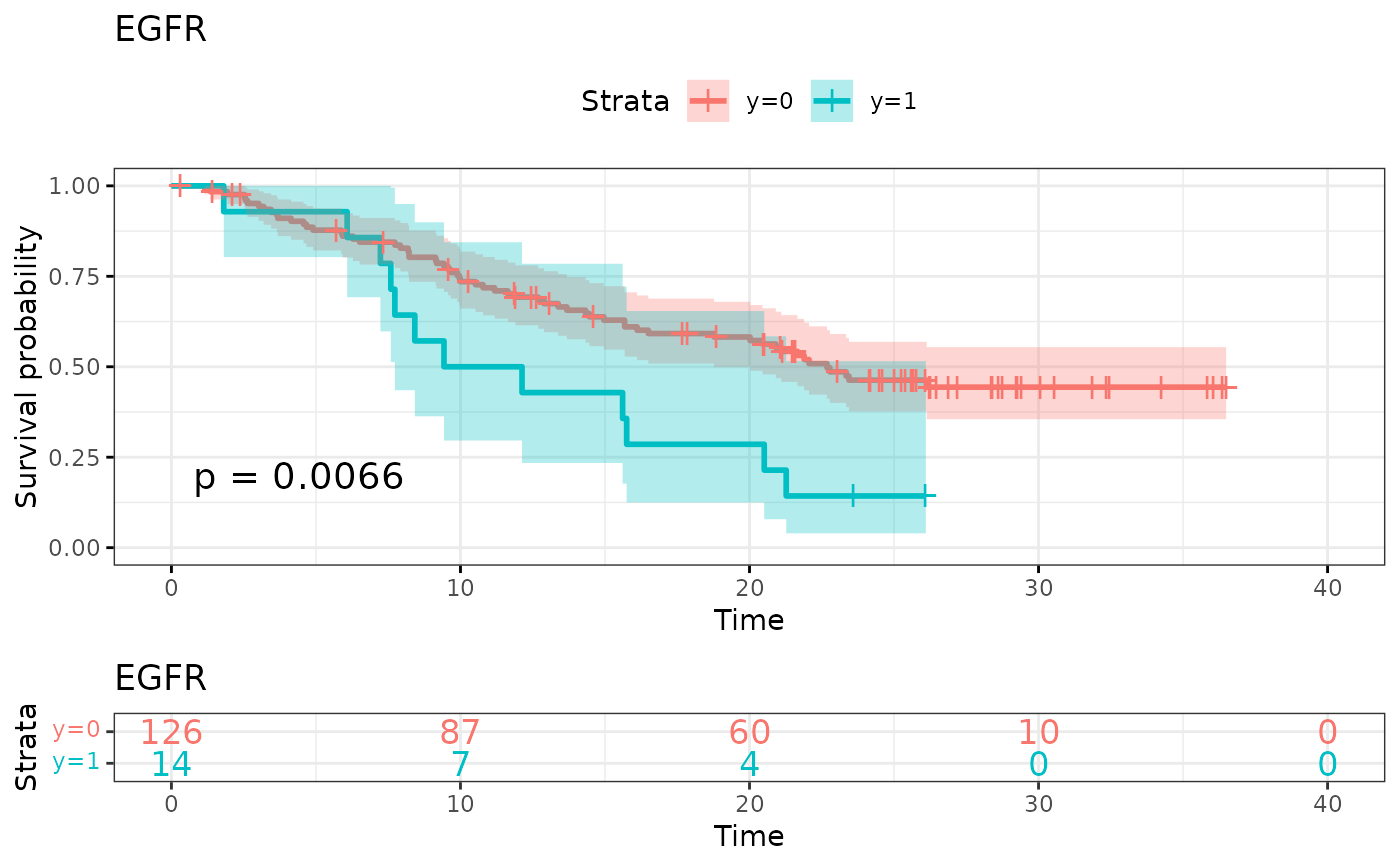 EGFR
Strata y=0 y=1
1.00
0.75
0.50
0.25
0.00
Survival probability
p = 0.0066
0 10 20 30 40
Time
EGFR
Strata
y=0 126 87 60 10 0
y=1 14 7 4 0 0
0 10 20 30 40
Time